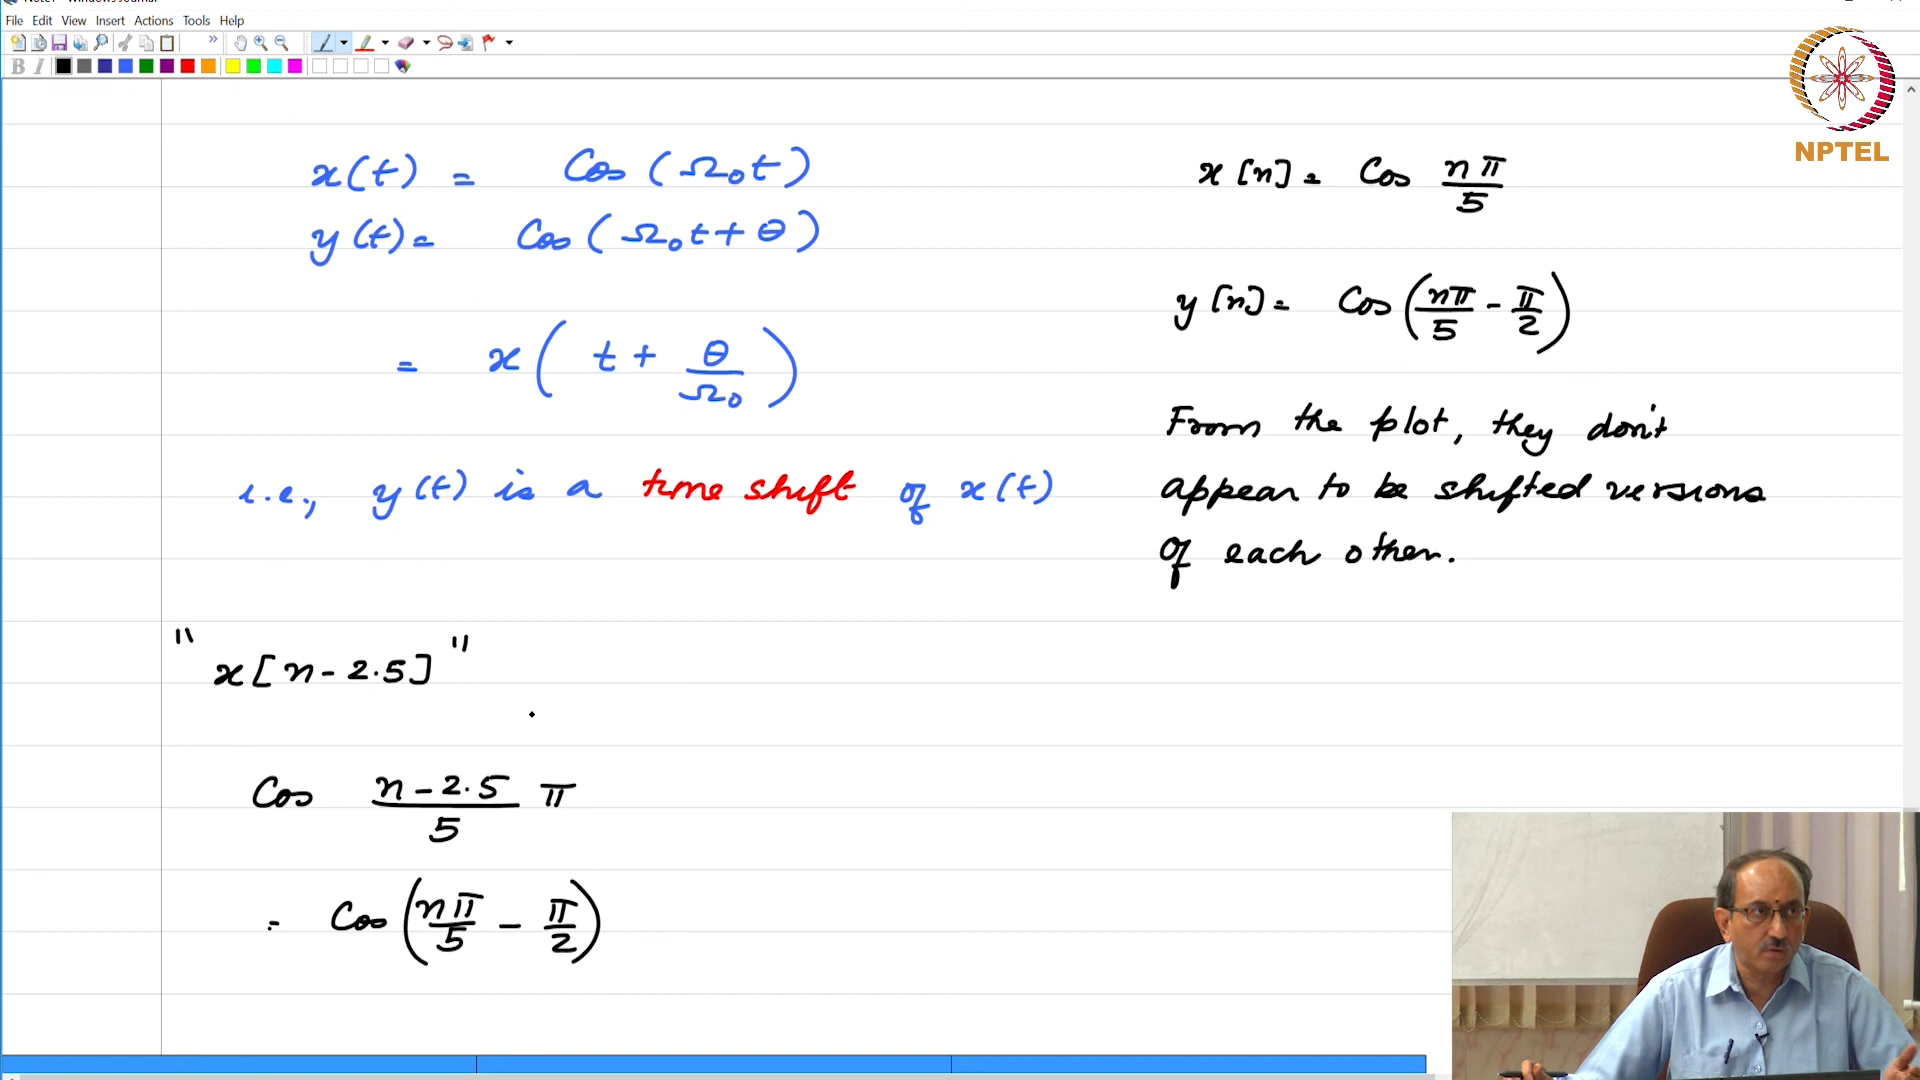 File Edit View Insert Actions Tools Help
B I
NPTEL
x(t) = Cos (Ω₀t)
y(t) = Cos (Ω₀t + θ)
= x( t + θ/Ω₀ )
i.e., y(t) is a time shift of x(t)
x[n] = Cos nπ/5
y[n] = Cos (nπ/5 - π/2)
From the plot, they don't
appear to be shifted versions
of each other.
" x[n - 2.5] "
Cos (n - 2.5)/5 π
= Cos (nπ/5 - π/2)